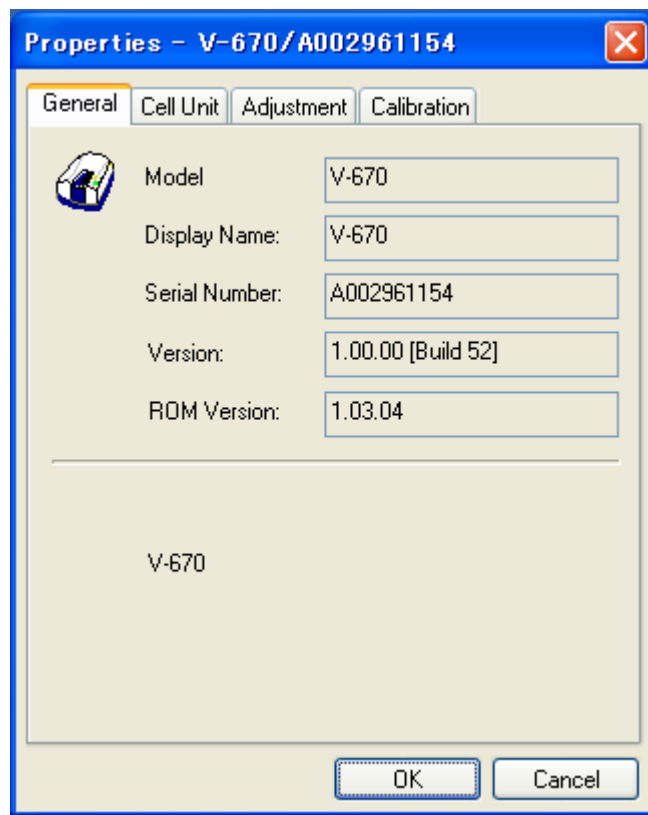 Properties - V-670/A002961154
General Cell Unit Adjustment Calibration
Model V-670
Display Name: V-670
Serial Number: A002961154
Version: 1.00.00 [Build 52]
ROM Version: 1.03.04
V-670
OK Cancel